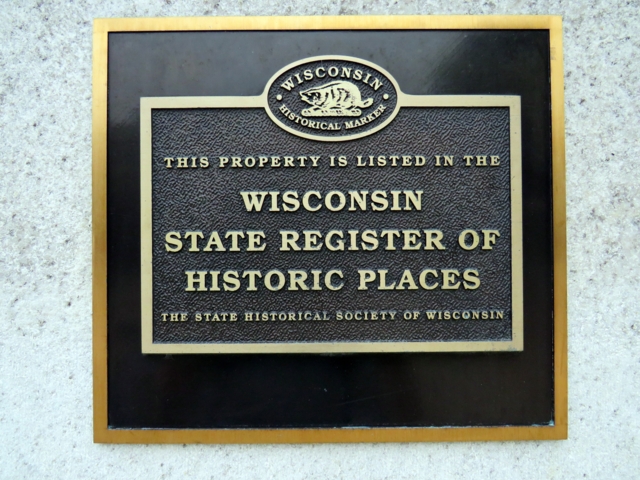 WISCONSIN
HISTORICAL MARKER
THIS PROPERTY IS LISTED IN THE
WISCONSIN
STATE REGISTER OF
HISTORIC PLACES
THE STATE HISTORICAL SOCIETY OF WISCONSIN